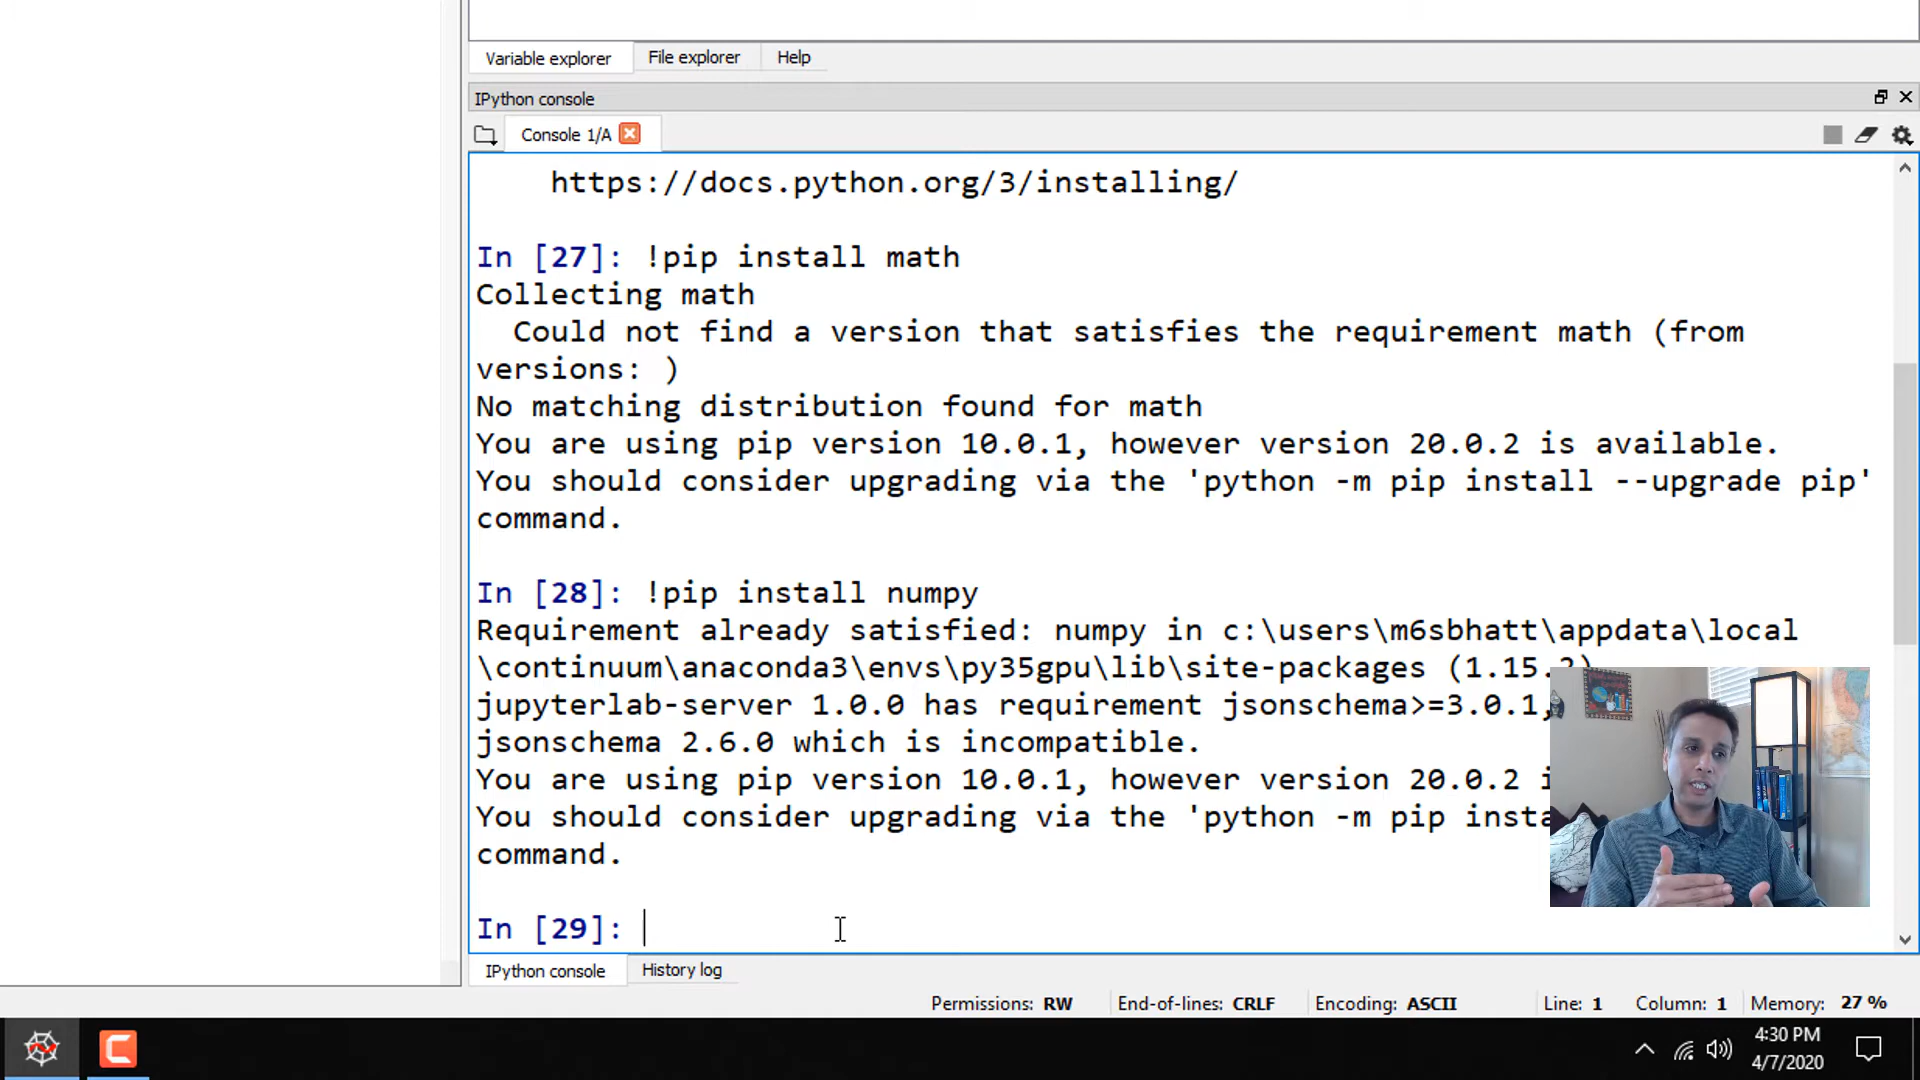 Variable explorer File explorer Help
IPython console
Console 1/A
https://docs.python.org/3/installing/
In [27]: !pip install math
Collecting math
Could not find a version that satisfies the requirement math (from
versions: )
No matching distribution found for math
You are using pip version 10.0.1, however version 20.0.2 is available.
You should consider upgrading via the 'python -m pip install --upgrade pip'
command.
In [28]: !pip install numpy
Requirement already satisfied: numpy in c:\users\m6sbhatt\appdata\local
\continuum\anaconda3\envs\py35gpu\lib\site-packages (1.15.2)
jupyterlab-server 1.0.0 has requirement jsonschema>=3.0.1,
jsonschema 2.6.0 which is incompatible.
You are using pip version 10.0.1, however version 20.0.2
You should consider upgrading via the 'python -m pip
command.
In [29]:
IPython console History log
Permissions: RW End-of-lines: CRLF Encoding: ASCII Line: 1 Column: 1 Memory: 27 %
4:30 PM
4/7/2020